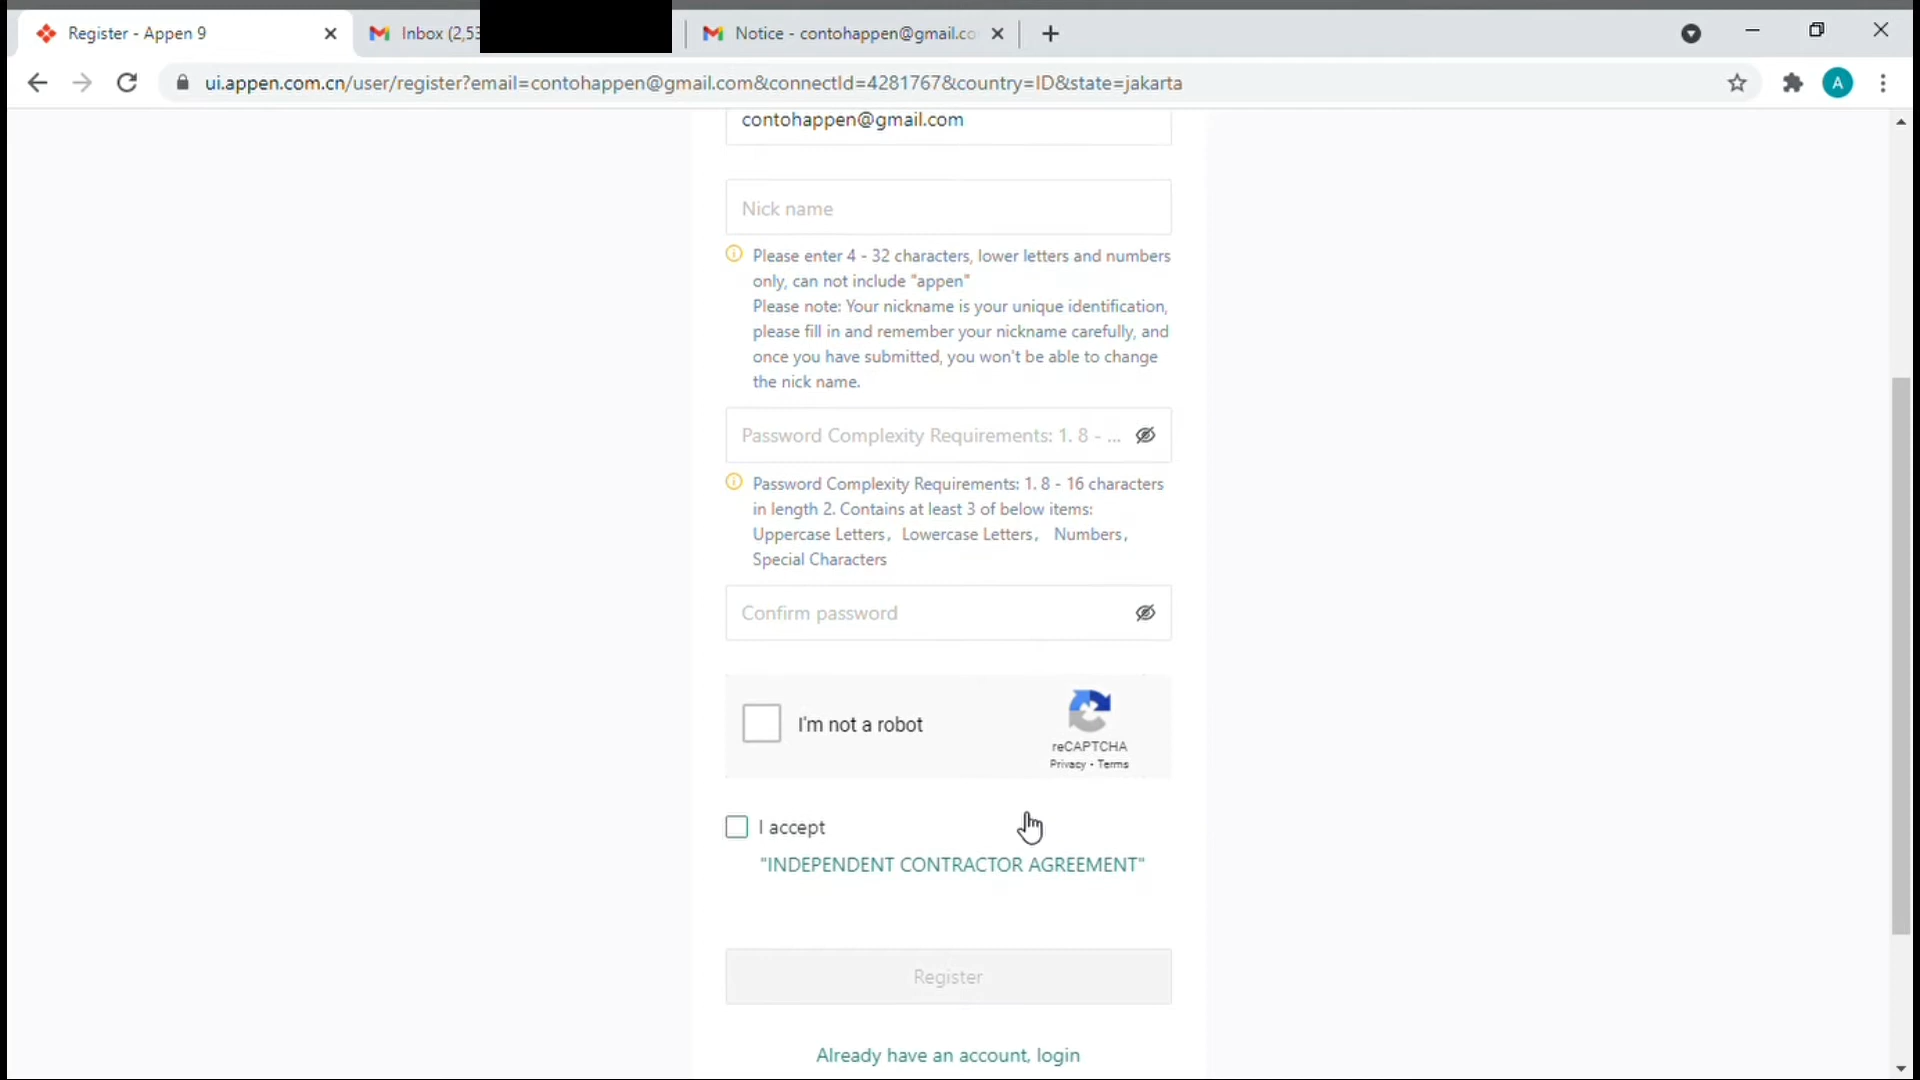 Register - Appen 9
Inbox (2,53
Notice - contohappen@gmail.co
ui.appen.com.cn/user/register?email=contohappen@gmail.com&connectId=4281767&country=ID&state=jakarta
A
contohappen@gmail.com
Nick name
Please enter 4 - 32 characters, lower letters and numbers
only, can not include "appen"
Please note: Your nickname is your unique identification,
please fill in and remember your nickname carefully, and
once you have submitted, you won't be able to change
the nick name.
Password Complexity Requirements: 1. 8 - ...
Password Complexity Requirements: 1. 8 - 16 characters
in length 2. Contains at least 3 of below items:
Uppercase Letters，Lowercase Letters， Numbers，
Special Characters
Confirm password
I'm not a robot
reCAPTCHA
Privacy - Terms
I accept
"INDEPENDENT CONTRACTOR AGREEMENT"
Register
Already have an account, login